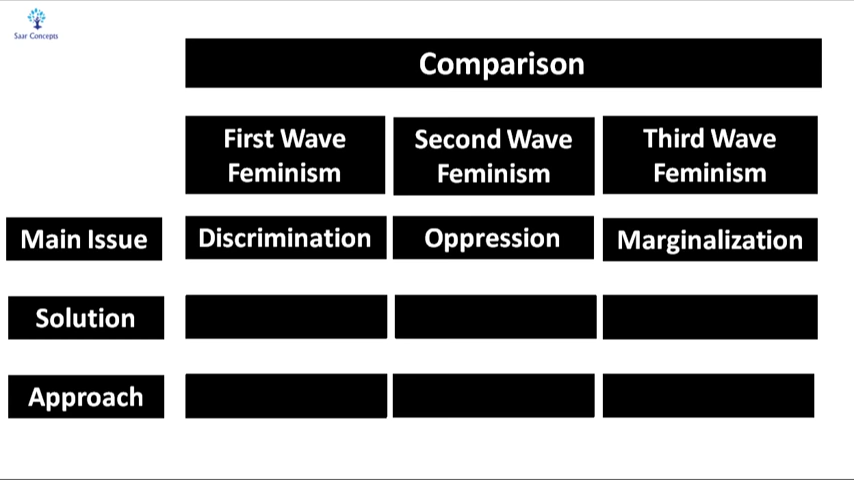 Saar Concepts
Comparison
First Wave
Feminism
Second Wave
Feminism
Third Wave
Feminism
Main Issue
Discrimination
Oppression
Marginalization
Solution
Approach